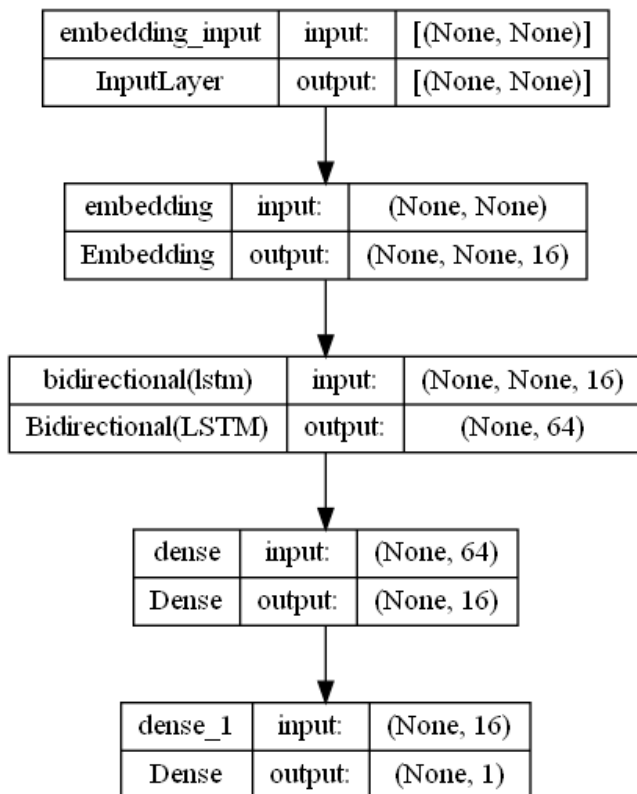 embedding_input input: [(None, None)]
InputLayer output: [(None, None)]
embedding input: (None, None)
Embedding output: (None, None, 16)
bidirectional(lstm) input: (None, None, 16)
Bidirectional(LSTM) output: (None, 64)
dense input: (None, 64)
Dense output: (None, 16)
dense_1 input: (None, 16)
Dense output: (None, 1)